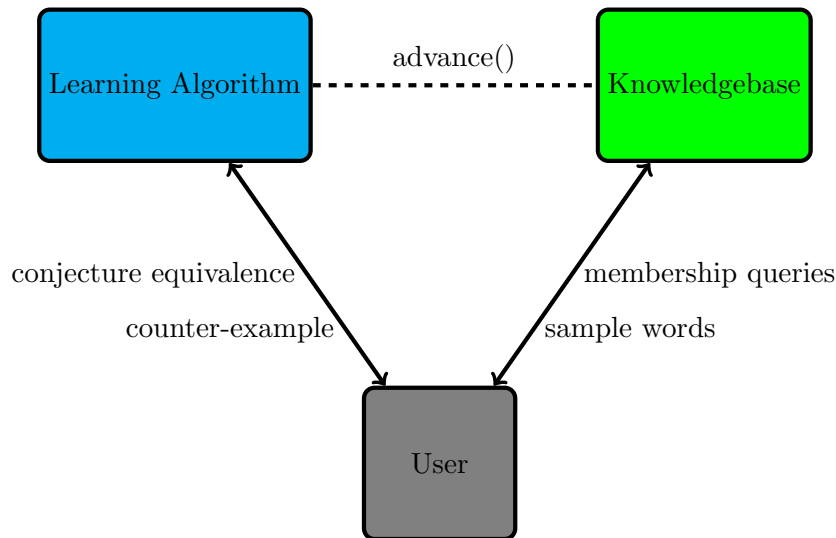 advance()
Learning Algorithm
Knowledgebase
conjecture equivalence
membership queries
counter-example
sample words
User